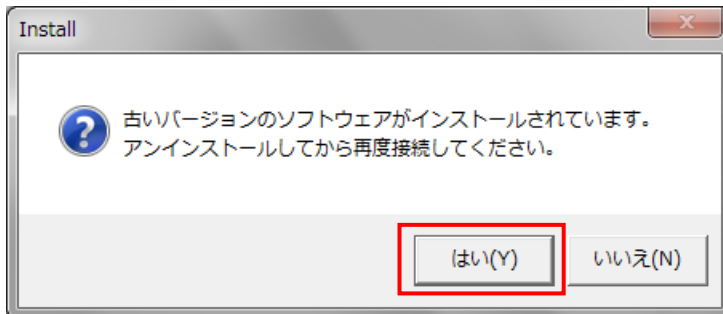 Install
古いバージョンのソフトウェアがインストールされています。
アンインストールしてから再度接続してください。
はい(Y)
いいえ(N)